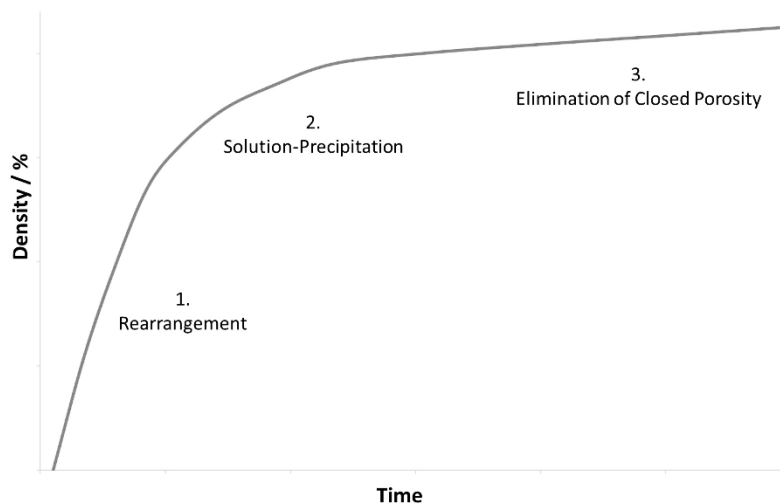 3.
Elimination of Closed Porosity
2.
Solution-Precipitation
1.
Rearrangement
Density / %
Time